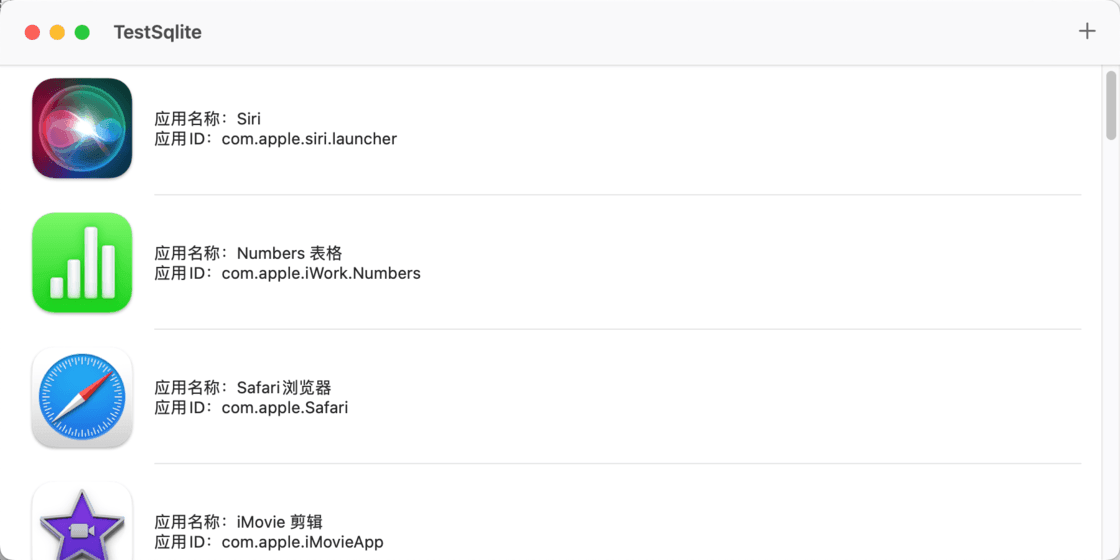 TestSqlite
应用名称：Siri
应用ID：com.apple.siri.launcher
应用名称：Numbers 表格
应用ID：com.apple.iWork.Numbers
应用名称：Safari浏览器
应用ID：com.apple.Safari
应用名称：iMovie 剪辑
应用ID：com.apple.iMovieApp